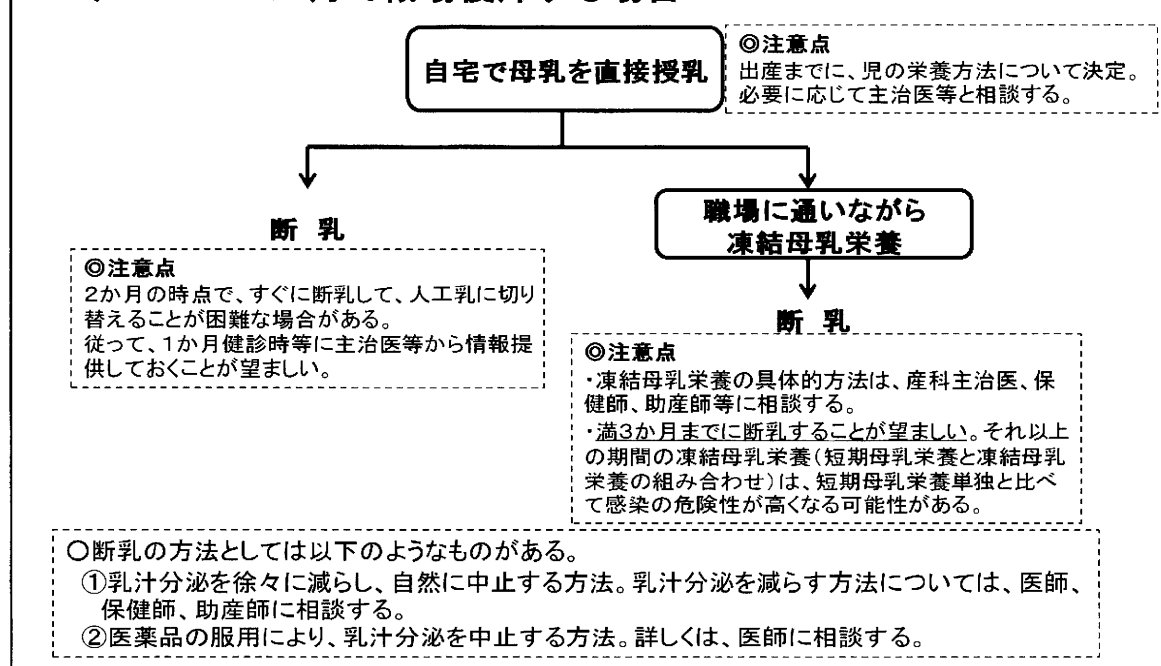 自宅で母乳を直接授乳
◎注意点
出産までに、児の栄養方法について決定。
必要に応じて主治医等と相談する。
断 乳
◎注意点
2か月の時点で、すぐに断乳して、人工乳に切り
替えることが困難な場合がある。
従って、1か月健診時等に主治医等から情報提
供しておくことが望ましい。
職場に通いながら
凍結母乳栄養
断 乳
◎注意点
・凍結母乳栄養の具体的方法は、産科主治医、保
健師、助産師等に相談する。
・満3か月までに断乳することが望ましい。それ以上
の期間の凍結母乳栄養(短期母乳栄養と凍結母乳
栄養の組み合わせ)は、短期母乳栄養単独と比べ
て感染の危険性が高くなる可能性がある。
○断乳の方法としては以下のようなものがある。
①乳汁分泌を徐々に減らし、自然に中止する方法。乳汁分泌を減らす方法については、医師、
保健師、助産師に相談する。
②医薬品の服用により、乳汁分泌を中止する方法。詳しくは、医師に相談する。